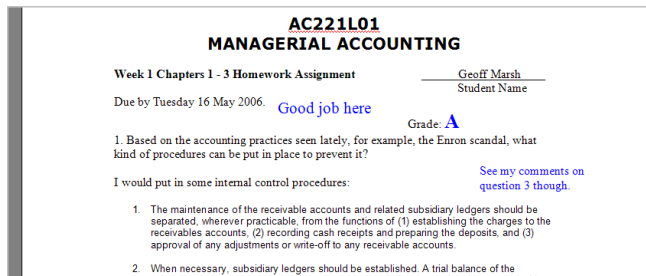 AC221L01
MANAGERIAL ACCOUNTING
Week 1 Chapters 1 - 3 Homework Assignment
Geoff Marsh
Student Name
Due by Tuesday 16 May 2006.
Good job here
Grade: A
1. Based on the accounting practices seen lately, for example, the Enron scandal, what
kind of procedures can be put in place to prevent it?
See my comments on
question 3 though.
I would put in some internal control procedures:
1. The maintenance of the receivable accounts and related subsidiary ledgers should be
separated, wherever practicable, from the functions of (1) establishing the charges to the
receivables accounts, (2) recording cash receipts and preparing the deposits, and (3)
approval of any adjustments or write-off to any receivable accounts.
2. When necessary, subsidiary ledgers should be established. A trial balance of the